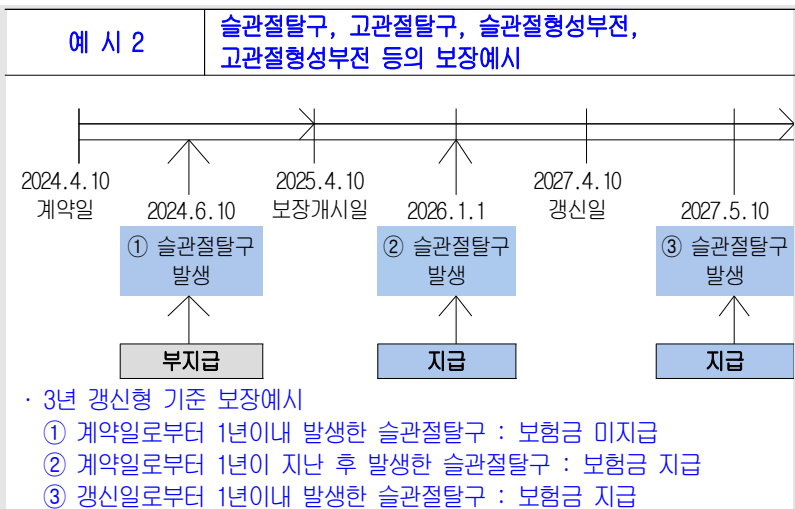 예 시 2
슬관절탈구, 고관절탈구, 슬관절형성부전,
고관절형성부전 등의 보장예시
2024.4.10
계약일
2024.6.10
2025.4.10
보장개시일
2026.1.1
2027.4.10
갱신일
2027.5.10
① 슬관절탈구
발생
② 슬관절탈구
발생
③ 슬관절탈구
발생
부지급
지급
지급
· 3년 갱신형 기준 보장예시
① 계약일로부터 1년이내 발생한 슬관절탈구 : 보험금 미지급
② 계약일로부터 1년이 지난 후 발생한 슬관절탈구 : 보험금 지급
③ 갱신일로부터 1년이내 발생한 슬관절탈구 : 보험금 지급